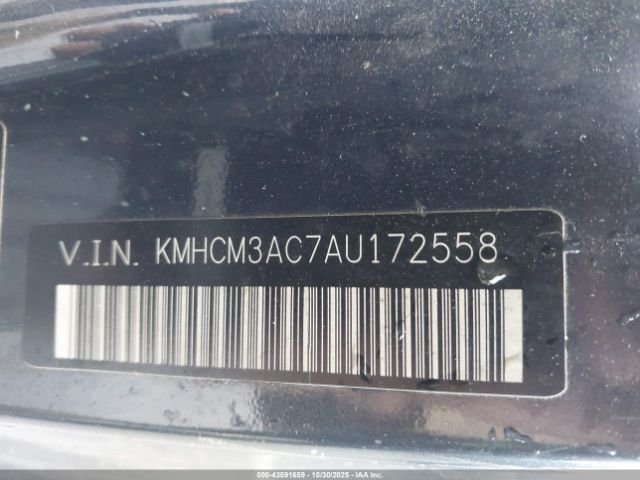 V.I.N. KMHCM3AC7AU172558
000-43591659 | 10/30/2025 | IAA Inc.